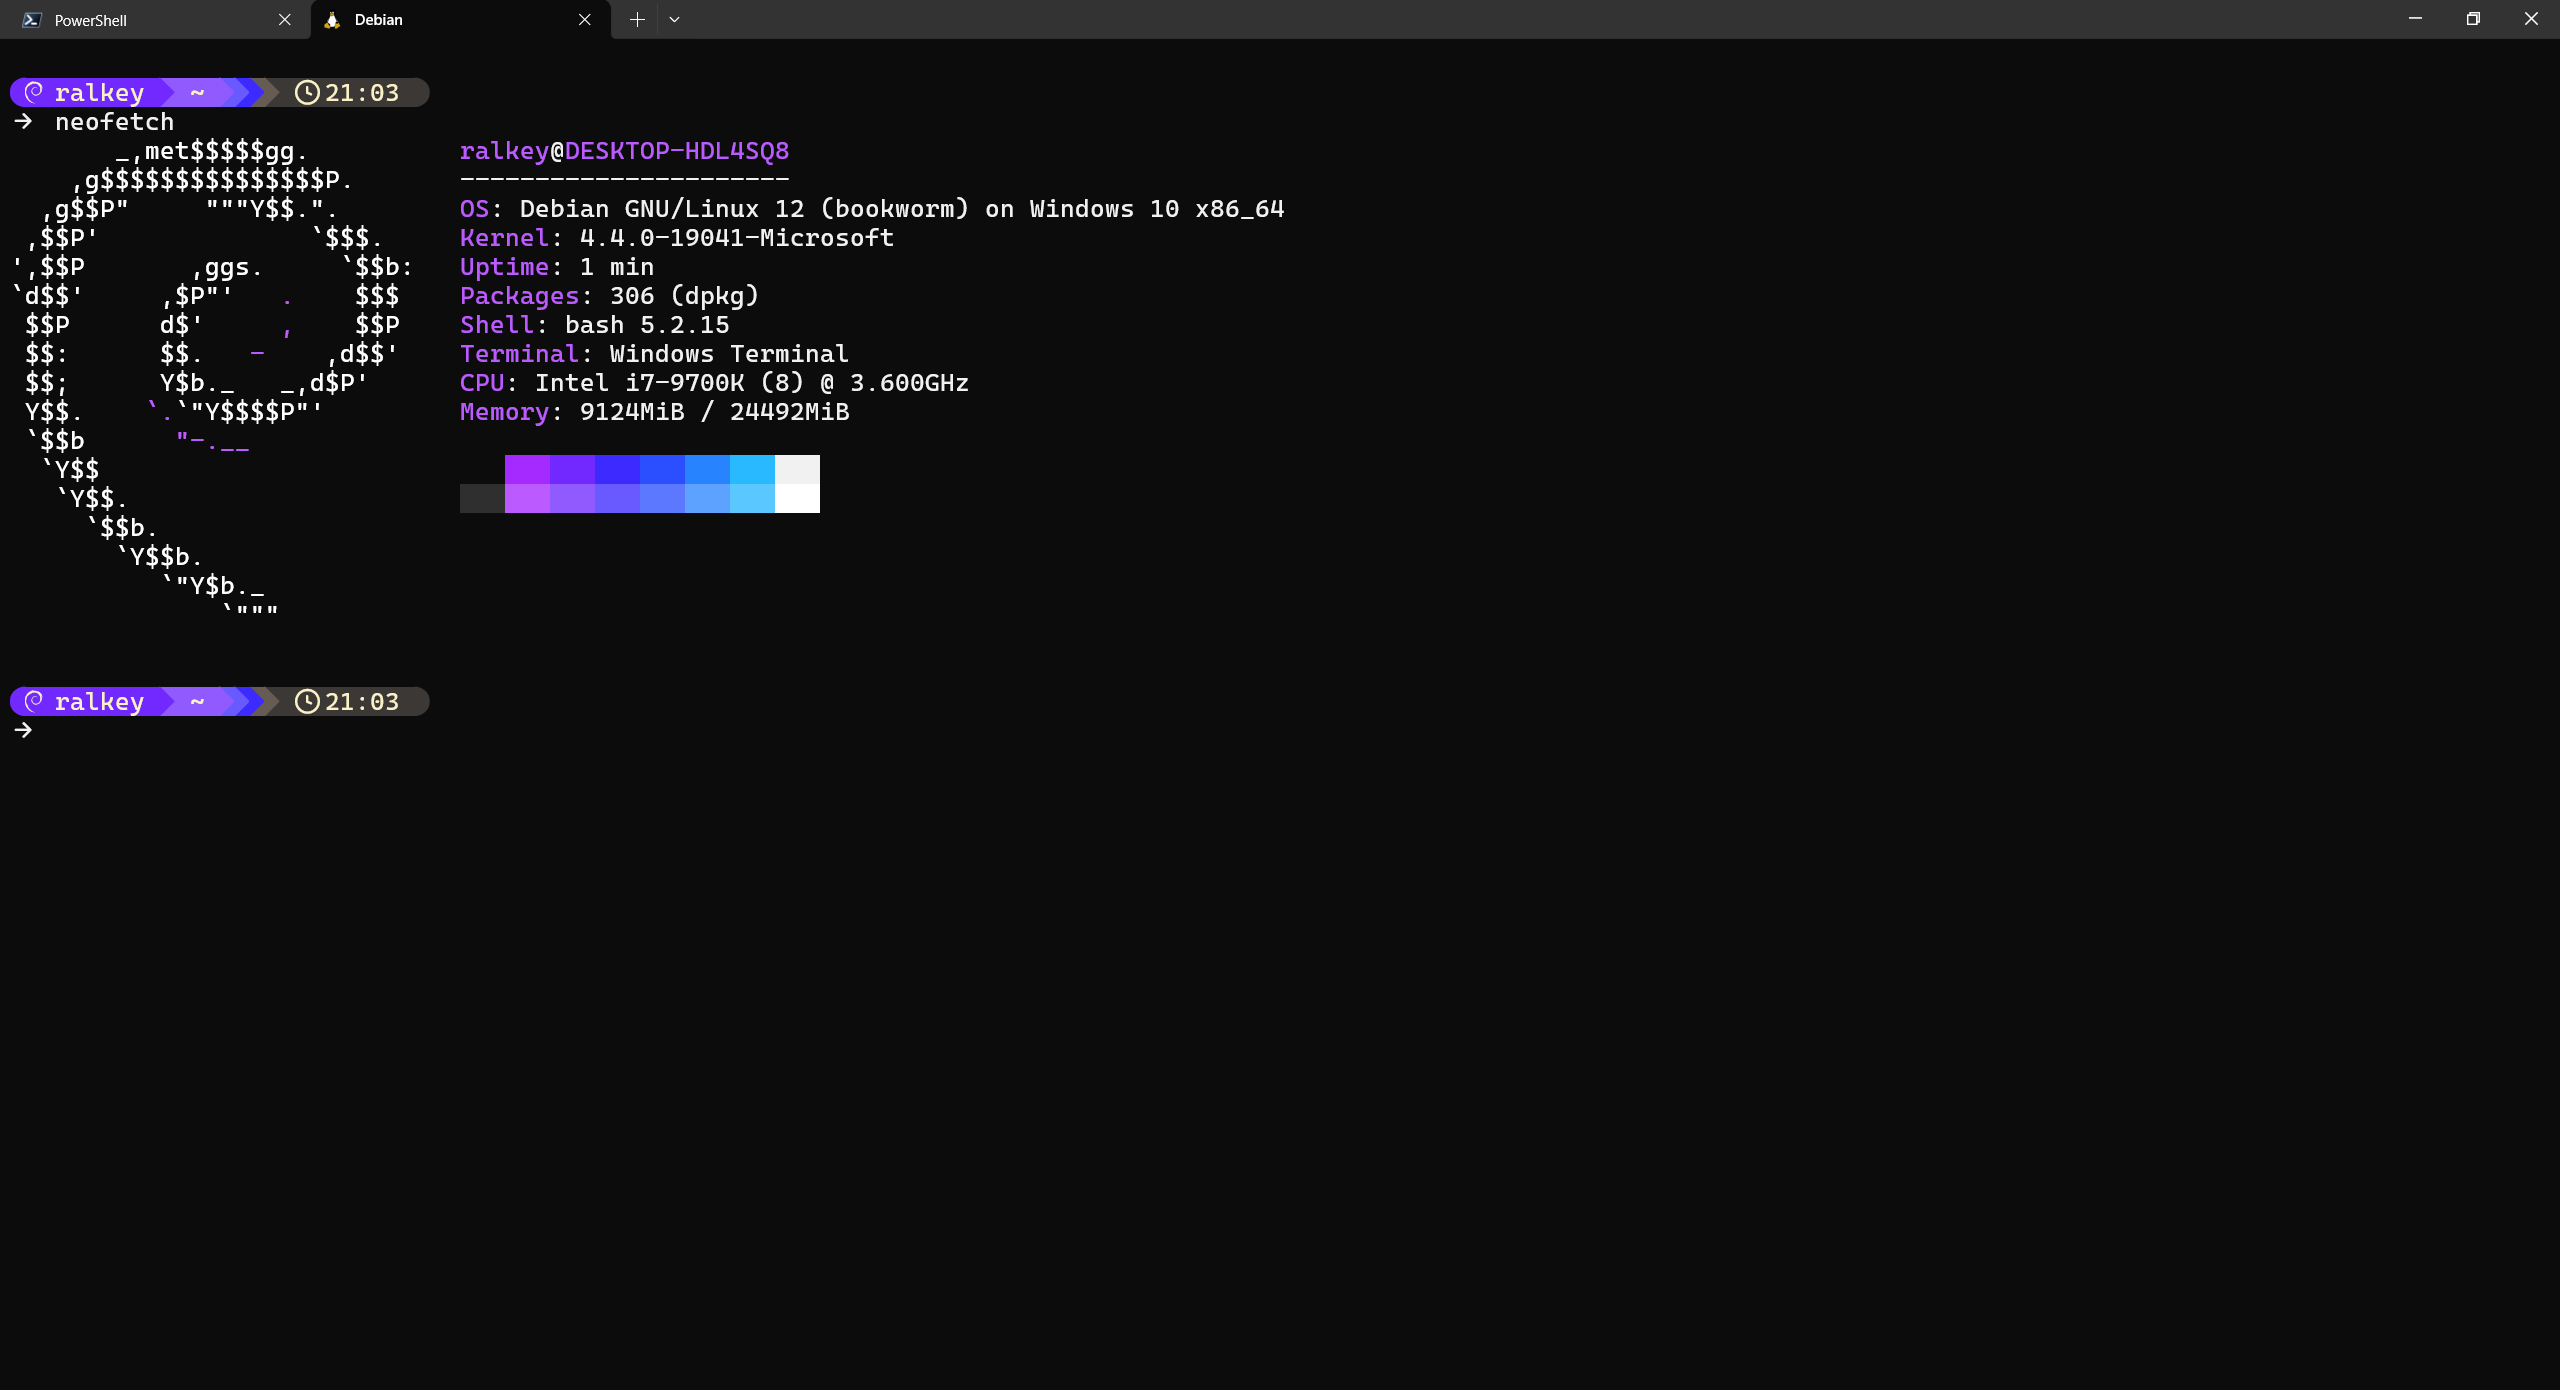 PowerShell
Debian
ralkey ~ 21:03
→ neofetch
       _,met$$$$$gg.          ralkey@DESKTOP-HDL4SQ8
    ,g$$$$$$$$$$$$$$$P.       ----------------------
  ,g$$P"     """Y$$.".        OS: Debian GNU/Linux 12 (bookworm) on Windows 10 x86_64
 ,$$P'              `$$$.     Kernel: 4.4.0-19041-Microsoft
',$$P       ,ggs.     `$$b:   Uptime: 1 min
`d$$'     ,$P"'   .    $$$    Packages: 306 (dpkg)
 $$P      d$'     ,    $$P    Shell: bash 5.2.15
 $$:      $$.   -    ,d$$'    Terminal: Windows Terminal
 $$;      Y$b._   _,d$P'      CPU: Intel i7-9700K (8) @ 3.600GHz
 Y$$.    `.`"Y$$$$P"'         Memory: 9124MiB / 24492MiB
 `$$b      "-.__
  `Y$$
   `Y$$.
     `$$b.
       `Y$$b.
          `"Y$b._
              `"""
ralkey ~ 21:03
→